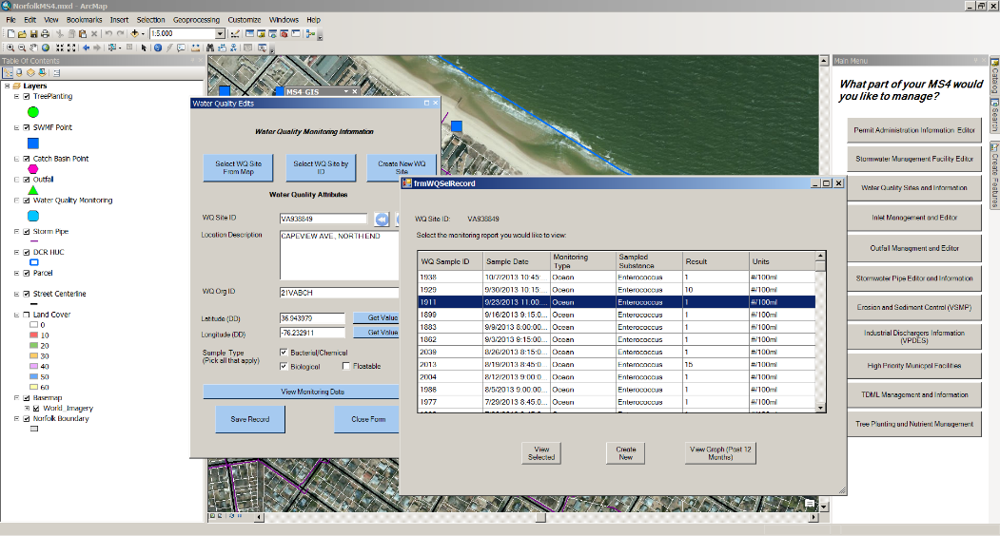 NorfolkMS4.mxd - ArcMap
File Edit View Bookmarks Insert Selection Geoprocessing Customize Windows Help
1:5,000
Table Of Contents
Layers
TreePlanting
SWMF Point
Catch Basin Point
Outfall
Water Quality Monitoring
Storm Pipe
DCR HUC
Parcel
Street Centerline
Land Cover
0
10
20
30
40
50
60
Basemap
World_Imagery
Norfolk Boundary
MS4-GIS
Water Qualty Edits
Water Quality Monitoring Information
Select WQ Site From Map
Select WQ Site by ID
Create New WQ Site
Water Quality Attributes
WQ Site ID
VA938849
Location Description
CAPEVIEW AVE., NORTH END
WQ Org ID
21VABCH
Latitude (DD)
36.943979
Get Value
Longitude (DD)
-76.232911
Get Value
Sample Type
(Pick all that apply)
Bacterial/Chemical
Biological
Floatable
View Monitoring Data
Save Record
Close Form
frmWQSelRecord
WQ Site ID: VA938849
Select the monitoring report you would like to view:
WQ Sample ID Sample Date Monitoring Type Sampled Substance Result Units
1938 10/7/2013 10:45: Ocean Enterococcus 1 #/100ml
1929 9/30/2013 10:15:... Ocean Enterococcus 10 #/100ml
1911 9/23/2013 11:00:... Ocean Enterococcus 1 #/100ml
1899 9/16/2013 9:15:0... Ocean Enterococcus 1 #/100ml
1883 9/9/2013 8:00:00... Ocean Enterococcus 1 #/100ml
1862 9/3/2013 9:15:00... Ocean Enterococcus 1 #/100ml
2039 8/26/2013 8:15:0... Ocean Enterococcus 1 #/100ml
2013 8/19/2013 8:45:0... Ocean Enterococcus 15 #/100ml
2004 8/12/2013 9:00:0... Ocean Enterococcus 1 #/100ml
1986 8/5/2013 9:00:00... Ocean Enterococcus 1 #/100ml
1977 7/29/2013 8:45:0... Ocean Enterococcus 1 #/100ml
View Selected
Create New
View Graph (Past 12 Months)
Main Menu
What part of your MS4 would
you like to manage?
Permit Administration Information Editor
Stormwater Management Facility Editor
Water Quality Sites and Information
Inlet Management and Editor
Outfall Managment and Editor
Stormwater Pipe Editor and Information
Erosion and Sediment Control (VSMP)
Industrial Dischargers Information
(VPDES)
High Priority Municpal Facilities
TDML Management and Information
Tree Planting and Nutrient Management
Catalog
Search
Create Features